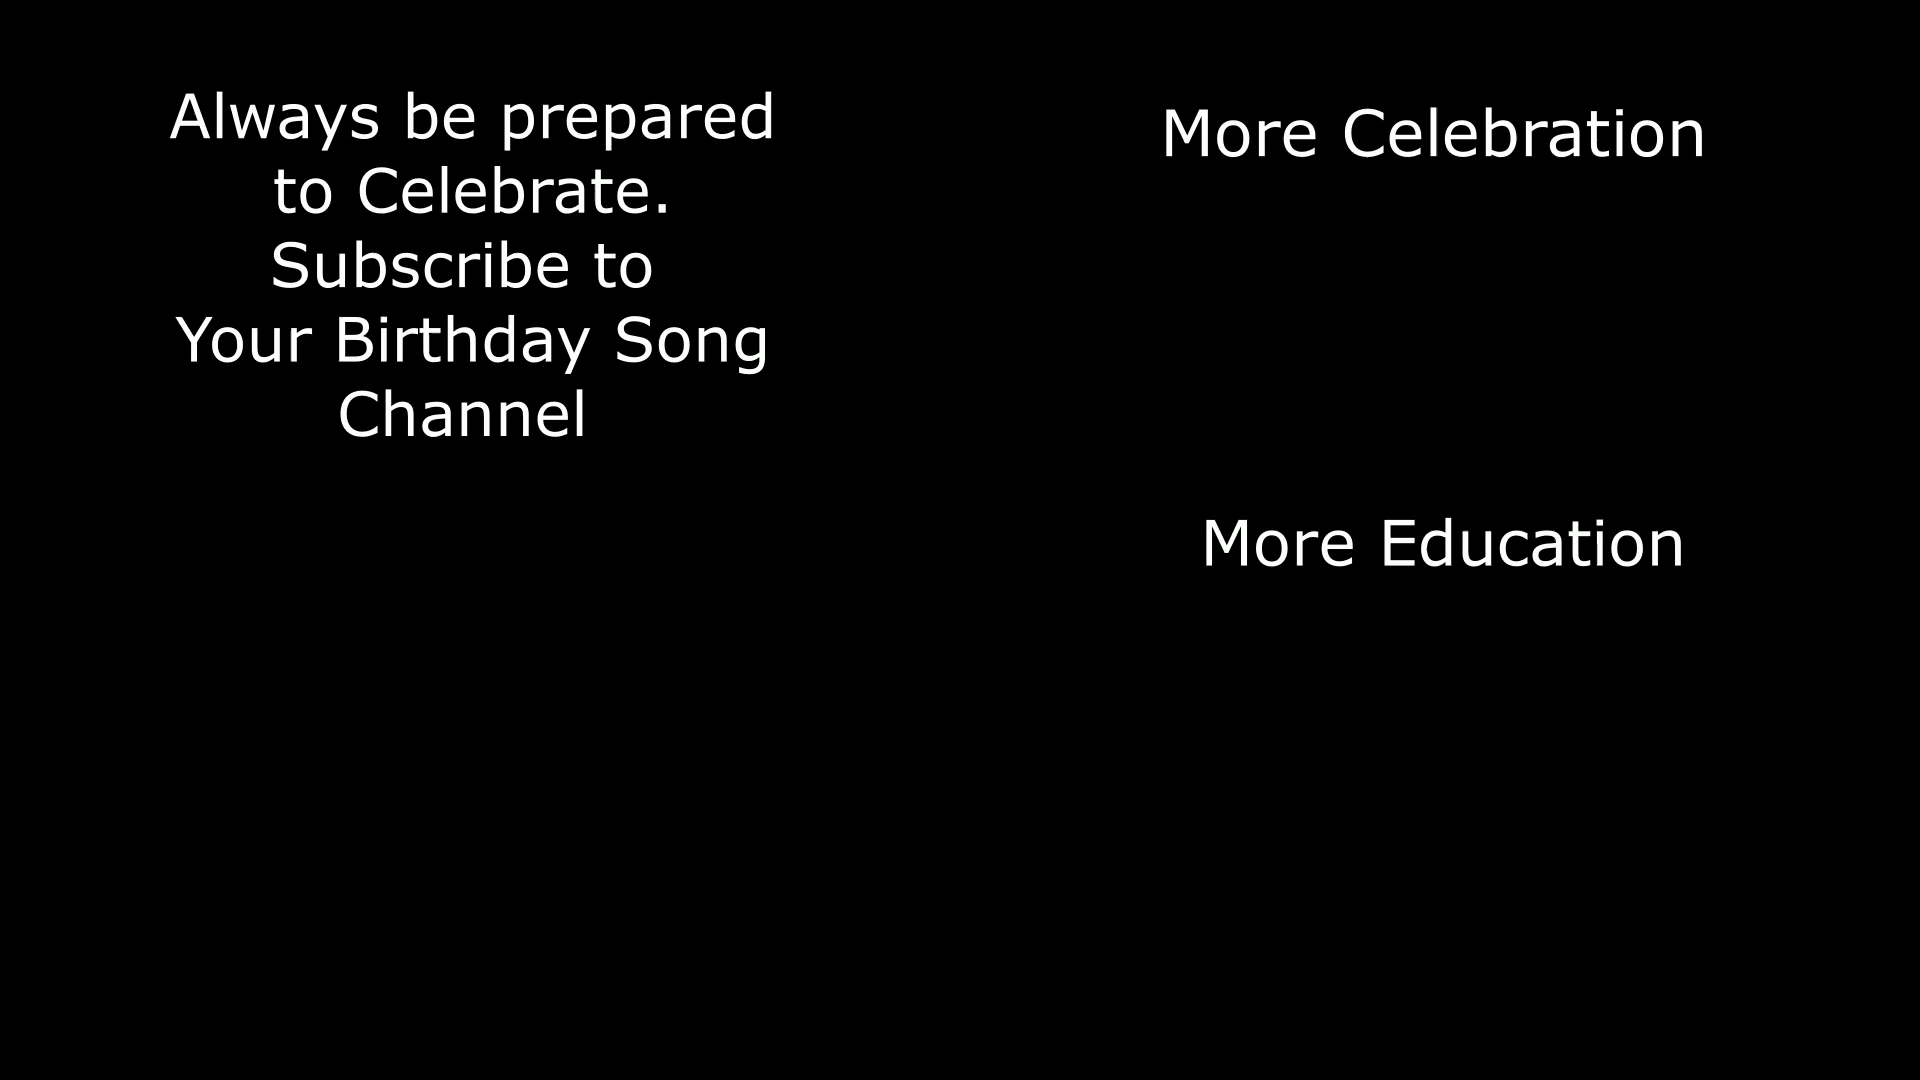 Always be prepared
to Celebrate.
Subscribe to
Your Birthday Song
Channel
More Celebration
More Education